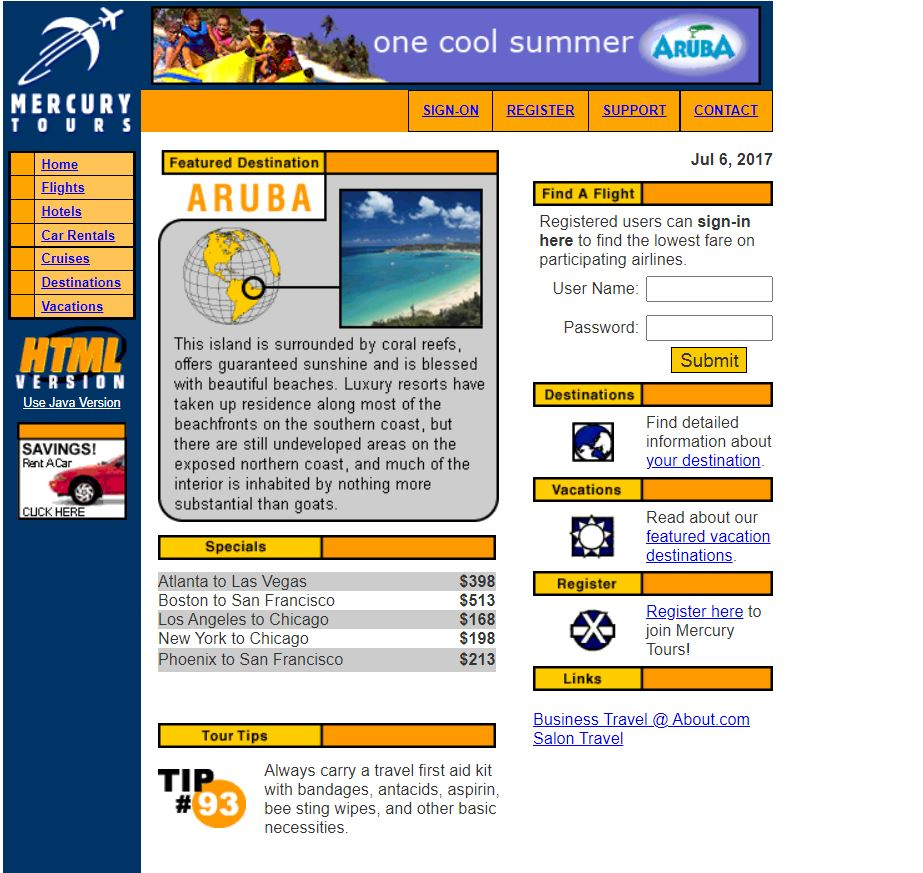 MERCURY
TOURS
one cool summer
ARUBA
SIGN-ON REGISTER SUPPORT CONTACT
Home
Flights
Hotels
Car Rentals
Cruises
Destinations
Vacations
HTML
VERSION
Use Java Version
SAVINGS!
Rent A Car
CLICK HERE
Featured Destination
ARUBA
This island is surrounded by coral reefs,
offers guaranteed sunshine and is blessed
with beautiful beaches. Luxury resorts have
taken up residence along most of the
beachfronts on the southern coast, but
there are still undeveloped areas on the
exposed northern coast, and much of the
interior is inhabited by nothing more
substantial than goats.
Specials
Atlanta to Las Vegas $398
Boston to San Francisco $513
Los Angeles to Chicago $168
New York to Chicago $198
Phoenix to San Francisco $213
Tour Tips
TIP
#93
Always carry a travel first aid kit
with bandages, antacids, aspirin,
bee sting wipes, and other basic
necessities.
Jul 6, 2017
Find A Flight
Registered users can sign-in
here to find the lowest fare on
participating airlines.
User Name:
Password:
Submit
Destinations
Find detailed
information about
your destination.
Vacations
Read about our
featured vacation
destinations.
Register
Register here to
join Mercury
Tours!
Links
Business Travel @ About.com
Salon Travel